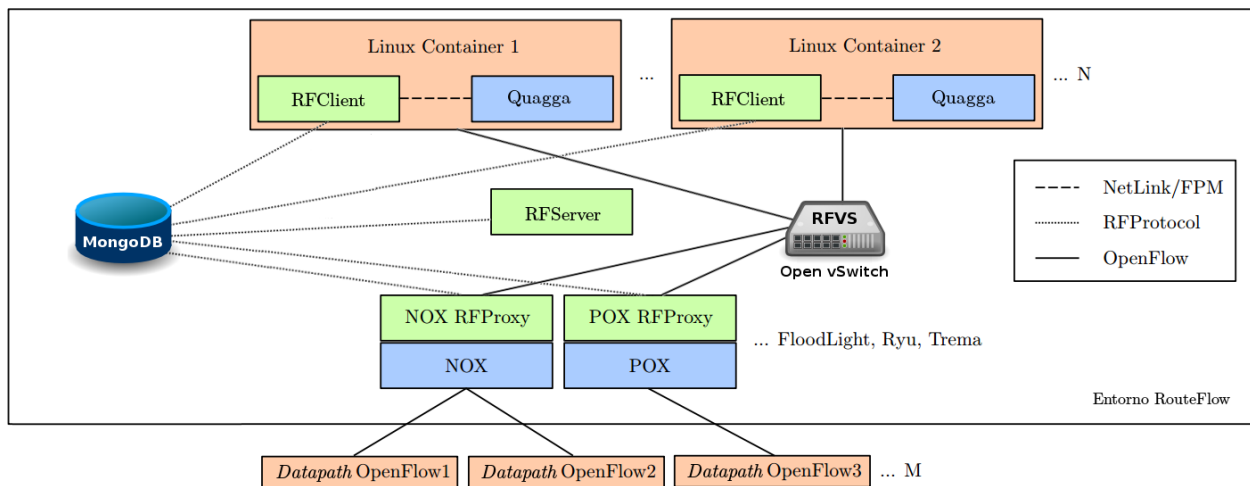 Linux Container 1
RFClient
Quagga
...
Linux Container 2
RFClient
Quagga
... N
MongoDB
RFServer
RFVS
Open vSwitch
NetLink/FPM
RFProtocol
OpenFlow
NOX RFProxy
POX RFProxy
... FloodLight, Ryu, Trema
NOX
POX
Entorno RouteFlow
Datapath OpenFlow1
Datapath OpenFlow2
Datapath OpenFlow3
... M